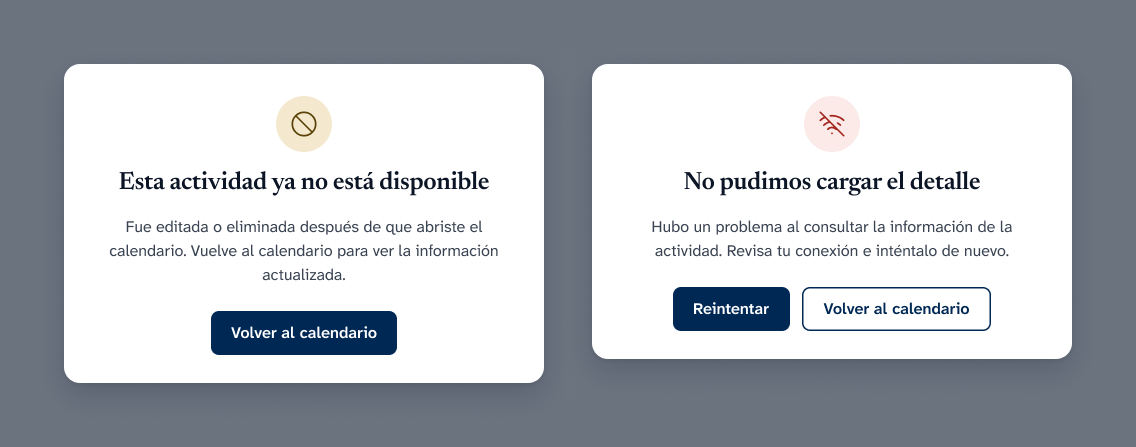 Esta actividad ya no está disponible
Fue editada o eliminada después de que abriste el
calendario. Vuelve al calendario para ver la información
actualizada.
Volver al calendario
No pudimos cargar el detalle
Hubo un problema al consultar la información de la
actividad. Revisa tu conexión e inténtalo de nuevo.
Reintentar
Volver al calendario